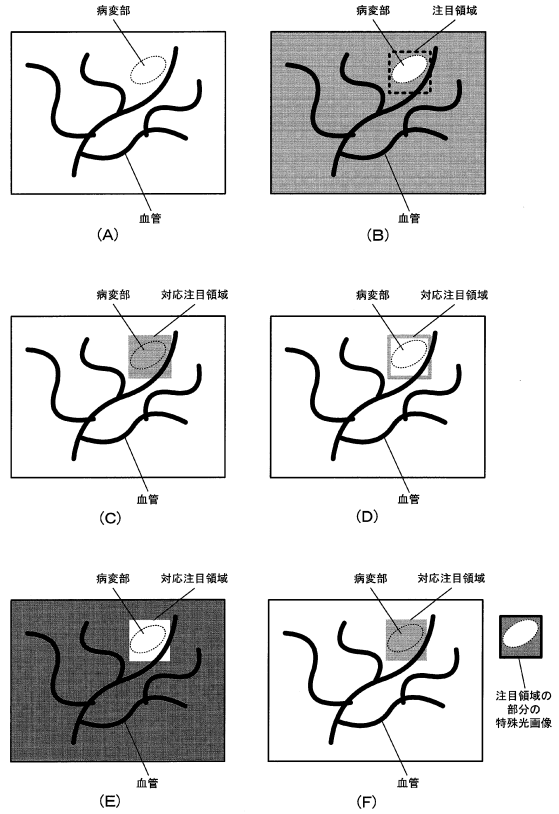 病変部
血管
(A)
病変部 注目領域
血管
(B)
病変部 対応注目領域
血管
(C)
病変部 対応注目領域
血管
(D)
病変部 対応注目領域
血管
(E)
病変部 対応注目領域
血管
(F)
注目領域の
部分の
特殊光画像